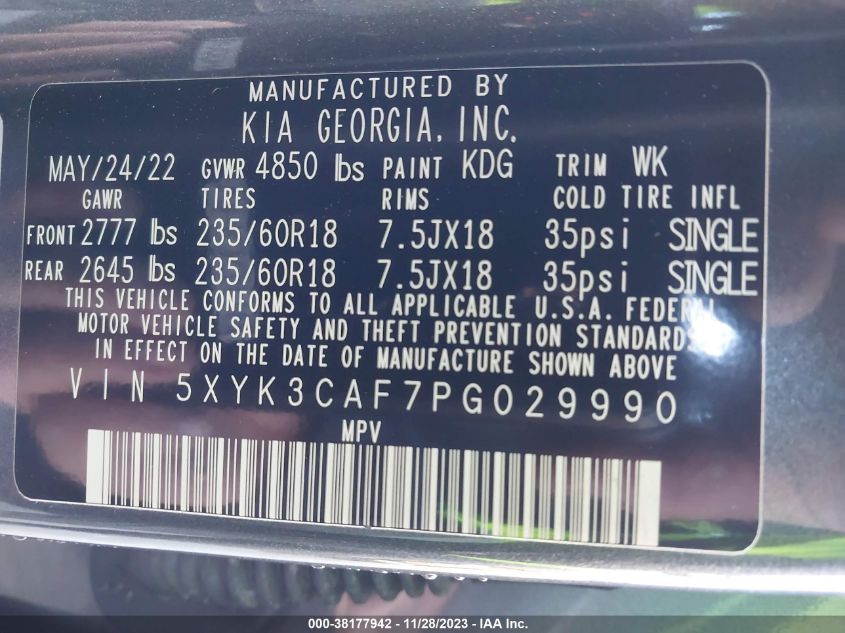 MANUFACTURED BY
KIA GEORGIA, INC.
MAY/24/22 GVWR 4850 lbs PAINT KDG TRIM WK
GAWR TIRES RIMS COLD TIRE INFL
FRONT 2777 lbs 235/60R18 7.5JX18 35psi SINGLE
REAR 2645 lbs 235/60R18 7.5JX18 35psi SINGLE
THIS VEHICLE CONFORMS TO ALL APPLICABLE U.S.A. FEDERAL
MOTOR VEHICLE SAFETY AND THEFT PREVENTION STANDARDS
IN EFFECT ON THE DATE OF MANUFACTURE SHOWN ABOVE
VIN 5XYK3CAF7PG029990
MPV
000-38177942 - 11/28/2023 - IAA Inc.